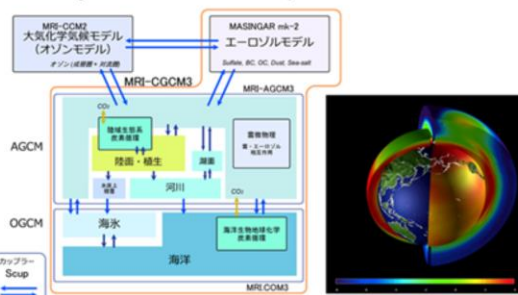 MRI-CCM2
大気化学気候モデル
(オゾンモデル)
オゾン(成層圏+対流圏)
MASINGAR mk-2
エーロゾルモデル
Sulfate, BC, OC, Dust, Sea-salt
MRI-CGCM3
MRI-AGCM3
AGCM
CO₂
陸域生態系
炭素循環
陸面・植生
湖面
雲微物理
雲・エーロゾル
相互作用
河川
CO₂
OGCM
海氷
海洋生物地球化学
炭素循環
海洋
カップラー
Scup
MRI.COM3